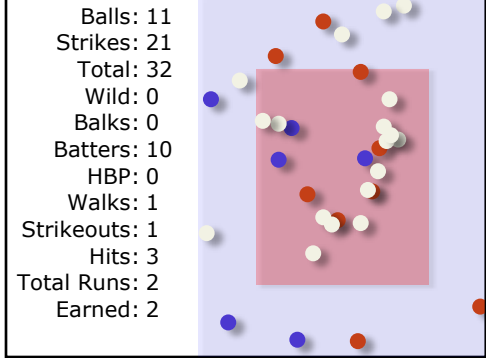 Balls: 11
Strikes: 21
Total: 32
Wild: 0
Balks: 0
Batters: 10
HBP: 0
Walks: 1
Strikeouts: 1
Hits: 3
Total Runs: 2
Earned: 2